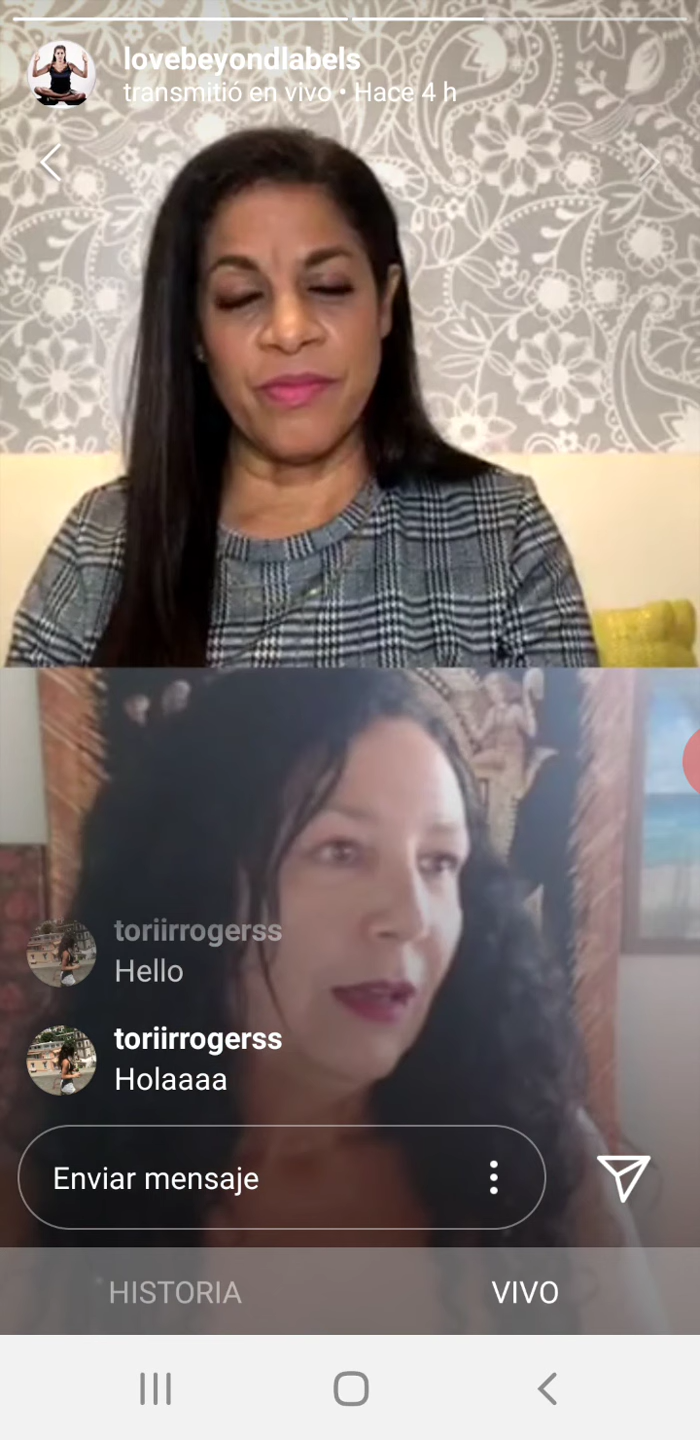 lovebeyondlabels
transmitió en vivo • Hace 4 h
toriirrogerss
Hello
toriirrogerss
Holaaaa
Enviar mensaje
HISTORIA
VIVO